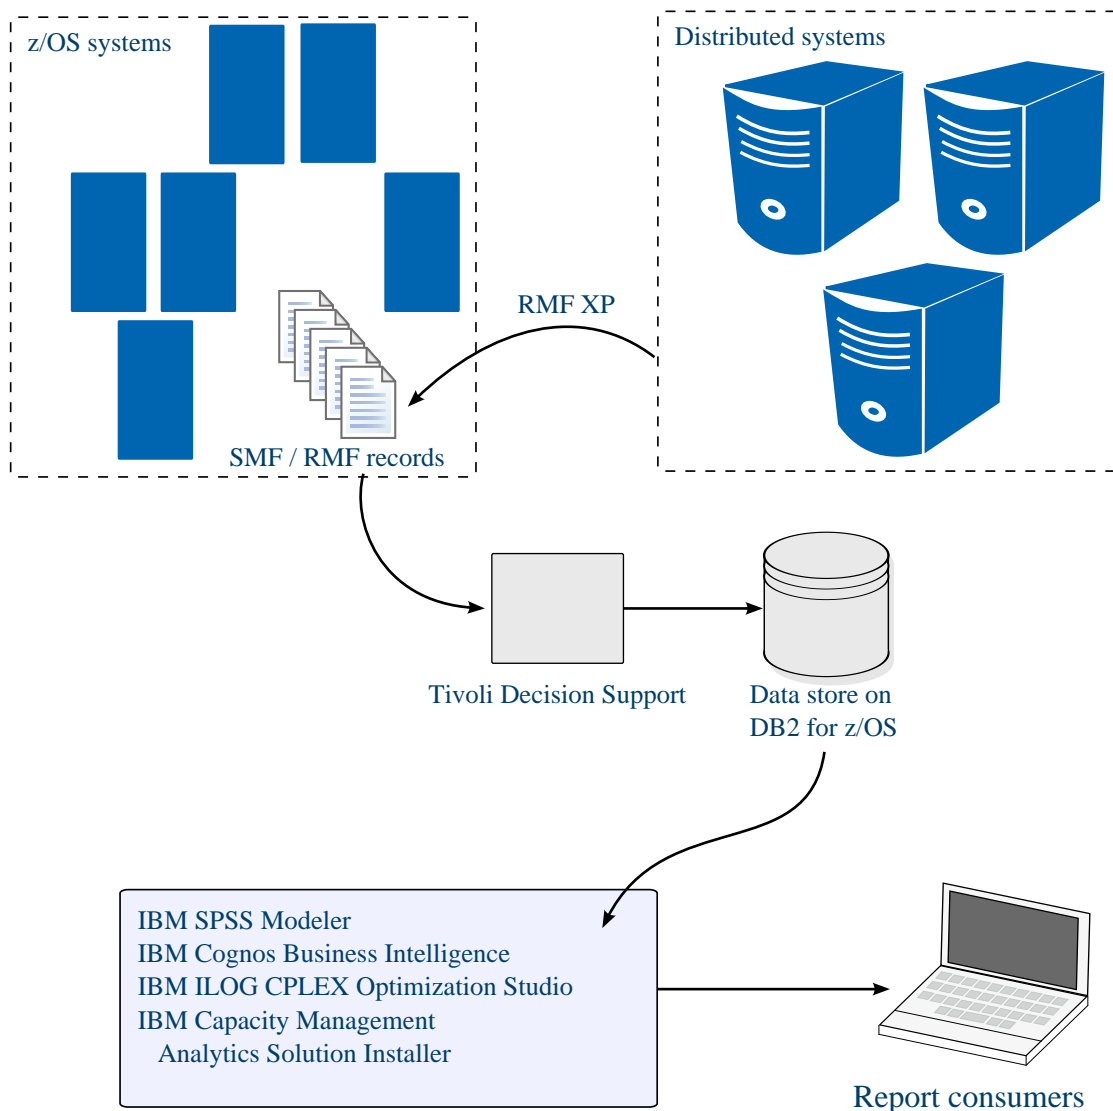 z/OS systems
Distributed systems
RMF XP
SMF / RMF records
Tivoli Decision Support
Data store on
DB2 for z/OS
IBM SPSS Modeler
IBM Cognos Business Intelligence
IBM ILOG CPLEX Optimization Studio
IBM Capacity Management
Analytics Solution Installer
Report consumers